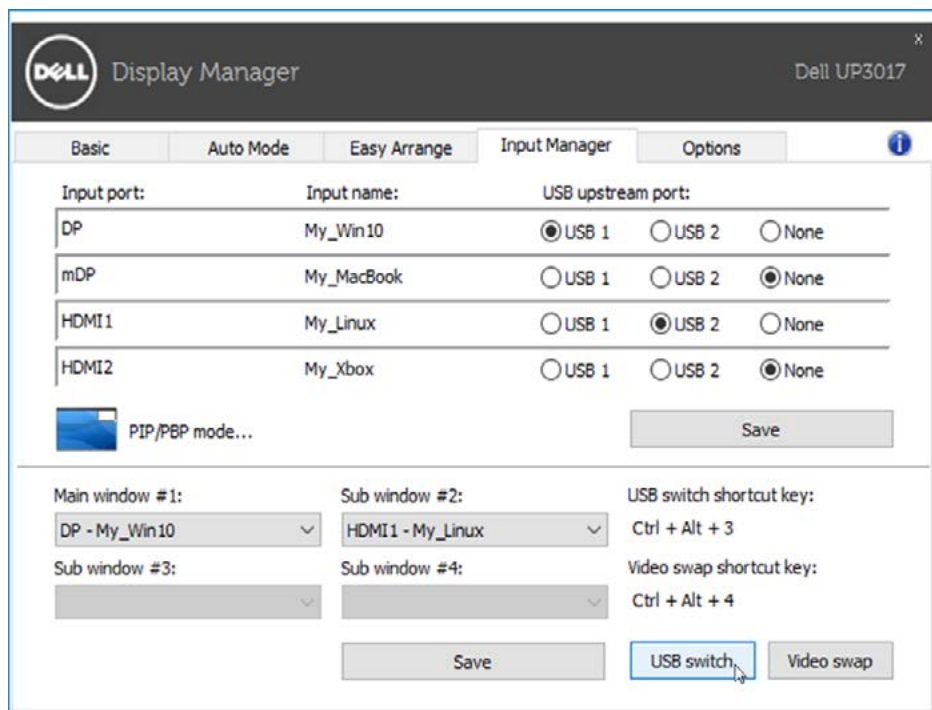 x
DELL Display Manager Dell UP3017
Basic Auto Mode Easy Arrange Input Manager Options i
Input port: Input name: USB upstream port:
DP My_Win10 USB 1 USB 2 None
mDP My_MacBook USB 1 USB 2 None
HDMI1 My_Linux USB 1 USB 2 None
HDMI2 My_Xbox USB 1 USB 2 None
PIP/PBP mode... Save
Main window #1: Sub window #2: USB switch shortcut key:
DP - My_Win10 HDMI1 - My_Linux Ctrl + Alt + 3
Sub window #3: Sub window #4: Video swap shortcut key:
Ctrl + Alt + 4
Save USB switch Video swap